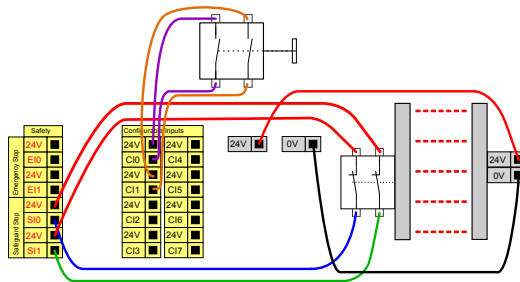 Safety
Emergency Stop
24V
EI0
24V
EI1
Safeguard Stop
24V
SI0
24V
SI1
Configurable Inputs
24V 24V
CI0 CI4
24V 24V
CI1 CI5
24V 24V
CI2 CI6
24V 24V
CI3 CI7
24V 0V
24V
0V